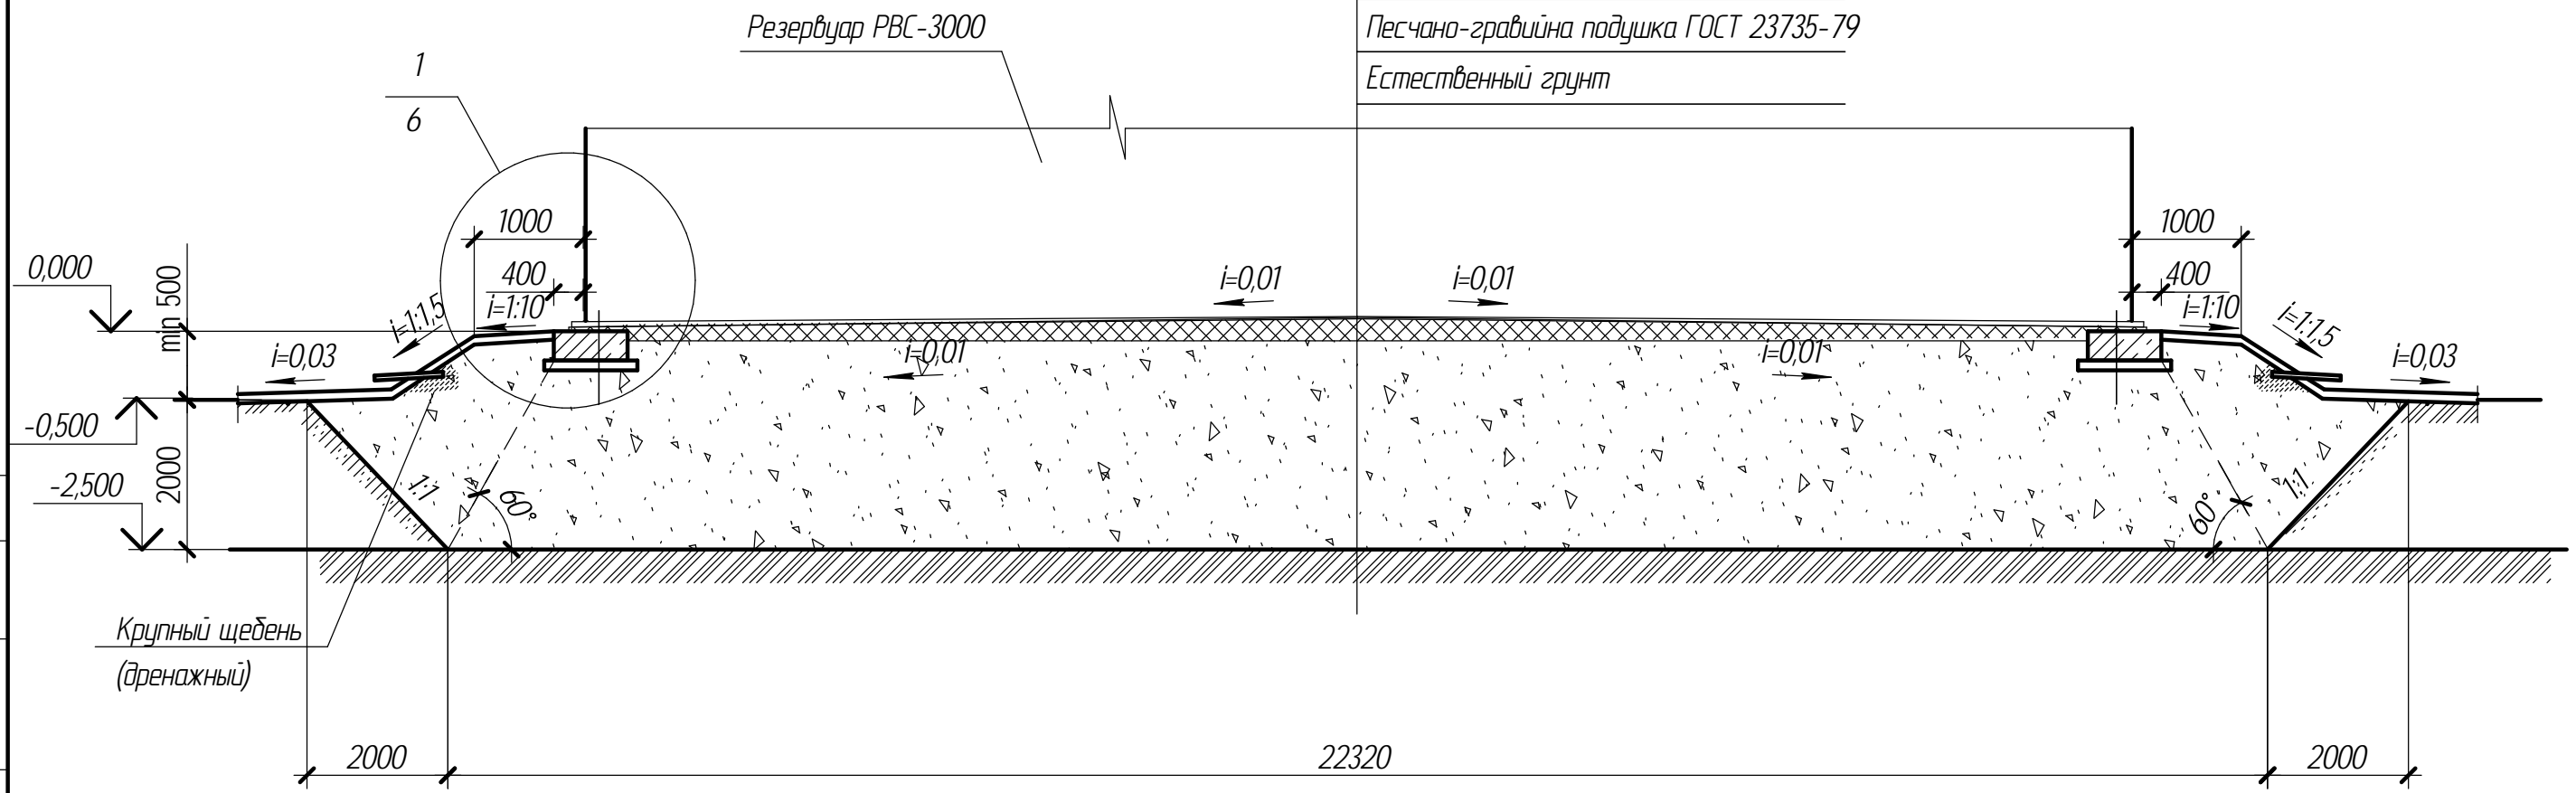 Резервуар РВС-3000
Песчано-гравийна подушка ГОСТ 23735-79
Естественный грунт
1
6
1000
1000
400
400
0,000
min 500
i=1:1,5
i=1:10
i=0,03
i=0,01
i=0,01
i=1:10
i=1:1,5
i=0,03
i=0,01
i=0,01
-0,500
-2,500
2000
1:1
60°
60°
1:1
Крупный щебень
(дренажный)
2000
22320
2000